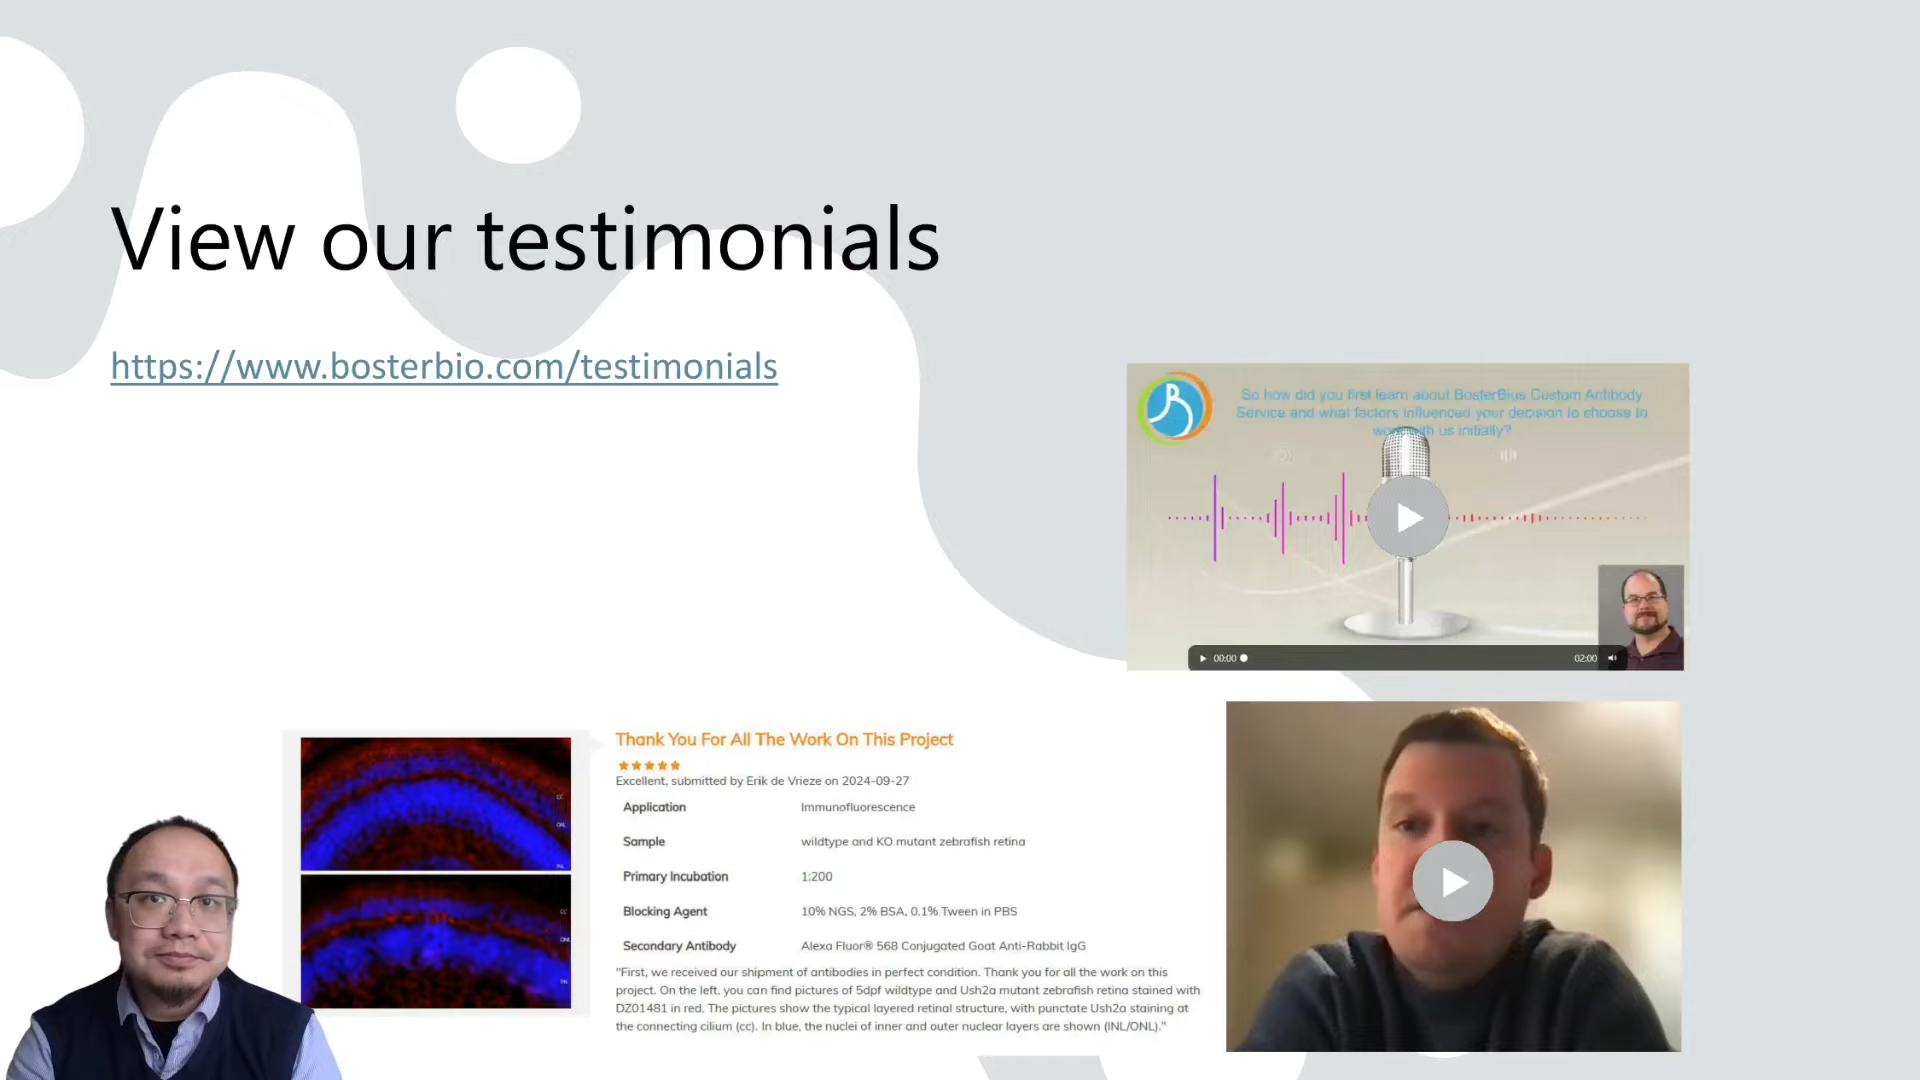 View our testimonials
https://www.bosterbio.com/testimonials
So how did you first learn about BosterBios Custom Antibody
Service and what factors influenced your decision to choose to
work with us initially?
00:00
02:00
Thank You For All The Work On This Project
Excellent, submitted by Erik de Vrieze on 2024-09-27
Application Immunofluorescence
Sample wildtype and KO mutant zebrafish retina
Primary Incubation 1:200
Blocking Agent 10% NGS, 2% BSA, 0.1% Tween in PBS
Secondary Antibody Alexa Fluor® 568 Conjugated Goat Anti-Rabbit IgG
"First, we received our shipment of antibodies in perfect condition. Thank you for all the work on this
project. On the left, you can find pictures of 5dpf wildtype and Ush2a mutant zebrafish retina stained with
DZ01481 in red. The pictures show the typical layered retinal structure, with punctate Ush2a staining at
the connecting cilium (cc). In blue, the nuclei of inner and outer nuclear layers are shown (INL/ONL)."